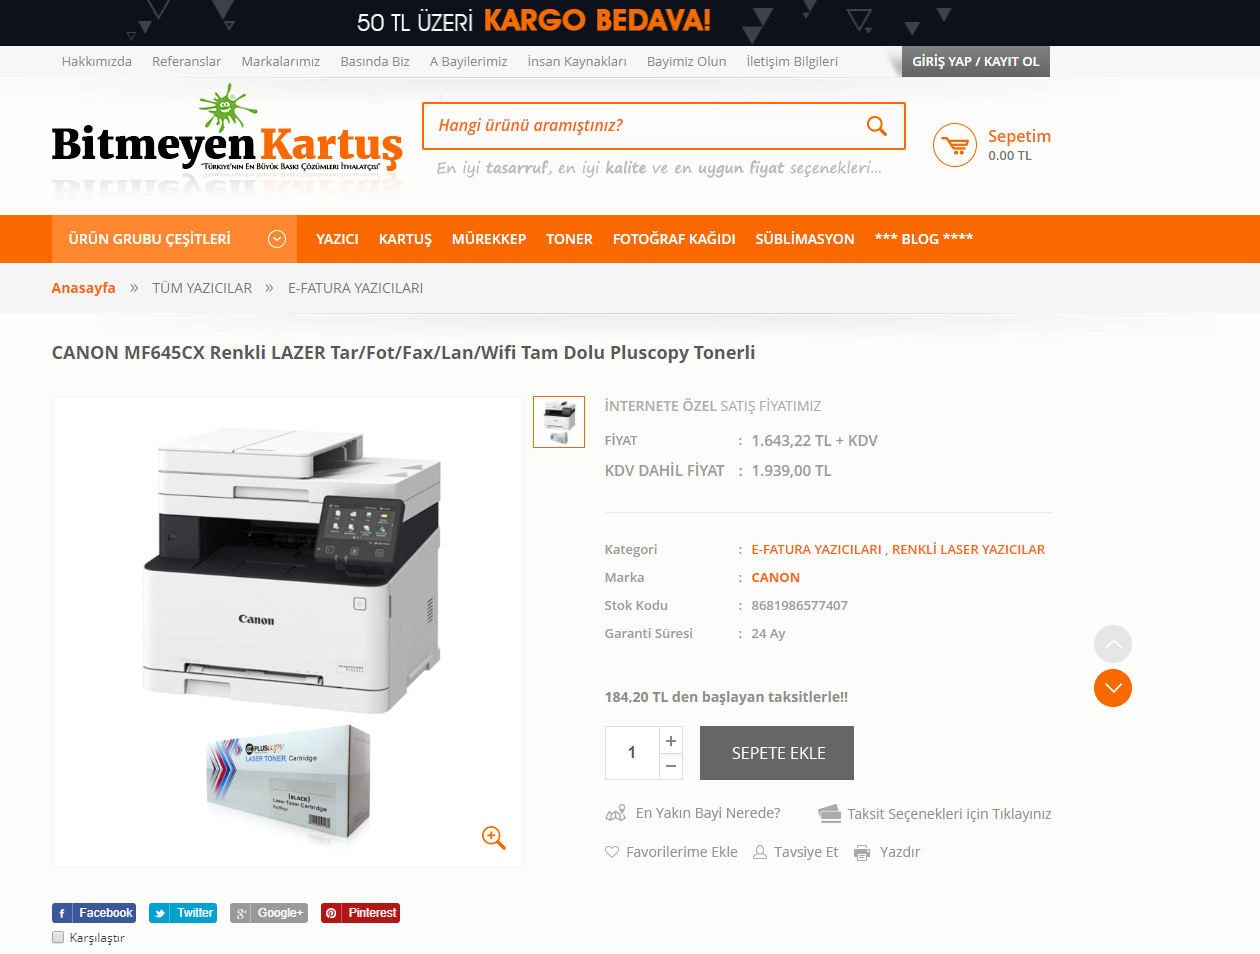 50 TL ÜZERİ KARGO BEDAVA!
Hakkımızda Referanslar Markalarımız Basında Biz A Bayilerimiz İnsan Kaynakları Bayimiz Olun İletişim Bilgileri GİRİŞ YAP / KAYIT OL
BitmeyenKartuş
"TÜRKİYE'NİN EN BÜYÜK BASKI ÇÖZÜMLERİ İTHALATÇISI"
Hangi ürünü aramıştınız?
En iyi tasarruf, en iyi kalite ve en uygun fiyat seçenekleri...
Sepetim
0.00 TL
ÜRÜN GRUBU ÇEŞİTLERİ YAZICI KARTUŞ MÜREKKEP TONER FOTOĞRAF KAĞIDI SÜBLİMASYON *** BLOG ****
Anasayfa » TÜM YAZICILAR » E-FATURA YAZICILARI
CANON MF645CX Renkli LAZER Tar/Fot/Fax/Lan/Wifi Tam Dolu Pluscopy Tonerli
Canon
PLUScopy
LASER TONER Cartridge
(BLACK)
Laser Toner Cartridge
İNTERNETE ÖZEL SATIŞ FİYATIMIZ
FİYAT : 1.643,22 TL + KDV
KDV DAHİL FİYAT : 1.939,00 TL
Kategori : E-FATURA YAZICILARI , RENKLİ LASER YAZICILAR
Marka : CANON
Stok Kodu : 8681986577407
Garanti Süresi : 24 Ay
184,20 TL den başlayan taksitlerle!!
1 + − SEPETE EKLE
En Yakın Bayi Nerede? Taksit Seçenekleri için Tıklayınız
Favorilerime Ekle Tavsiye Et Yazdır
Facebook Twitter Google+ Pinterest
Karşılaştır